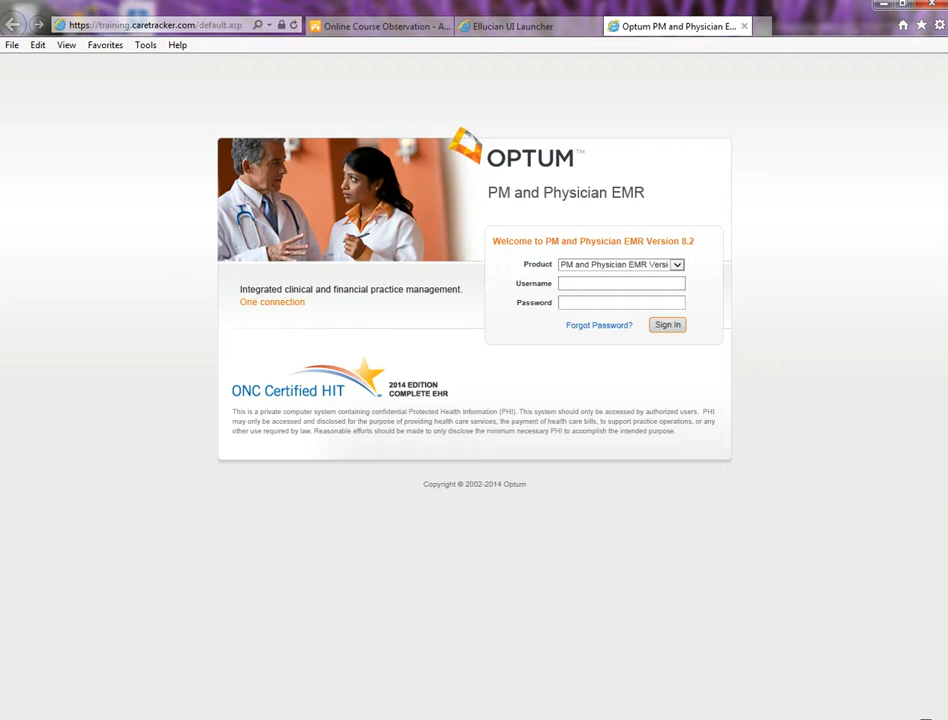 https://training.caretracker.com/default.asp
Online Course Observation - A...
Ellucian UI Launcher
Optum PM and Physician E...
File Edit View Favorites Tools Help
OPTUM™
PM and Physician EMR
Welcome to PM and Physician EMR Version 8.2
Product PM and Physician EMR Versi
Username
Password
Forgot Password? Sign In
Integrated clinical and financial practice management.
One connection
ONC Certified HIT
2014 EDITION
COMPLETE EHR
This is a private computer system containing confidential Protected Health Information (PHI). This system should only be accessed by authorized users. PHI
may only be accessed and disclosed for the purpose of providing health care services, the payment of health care bills, to support practice operations, or any
other use required by law. Reasonable efforts should be made to only disclose the minimum necessary PHI to accomplish the intended purpose.
Copyright © 2002-2014 Optum